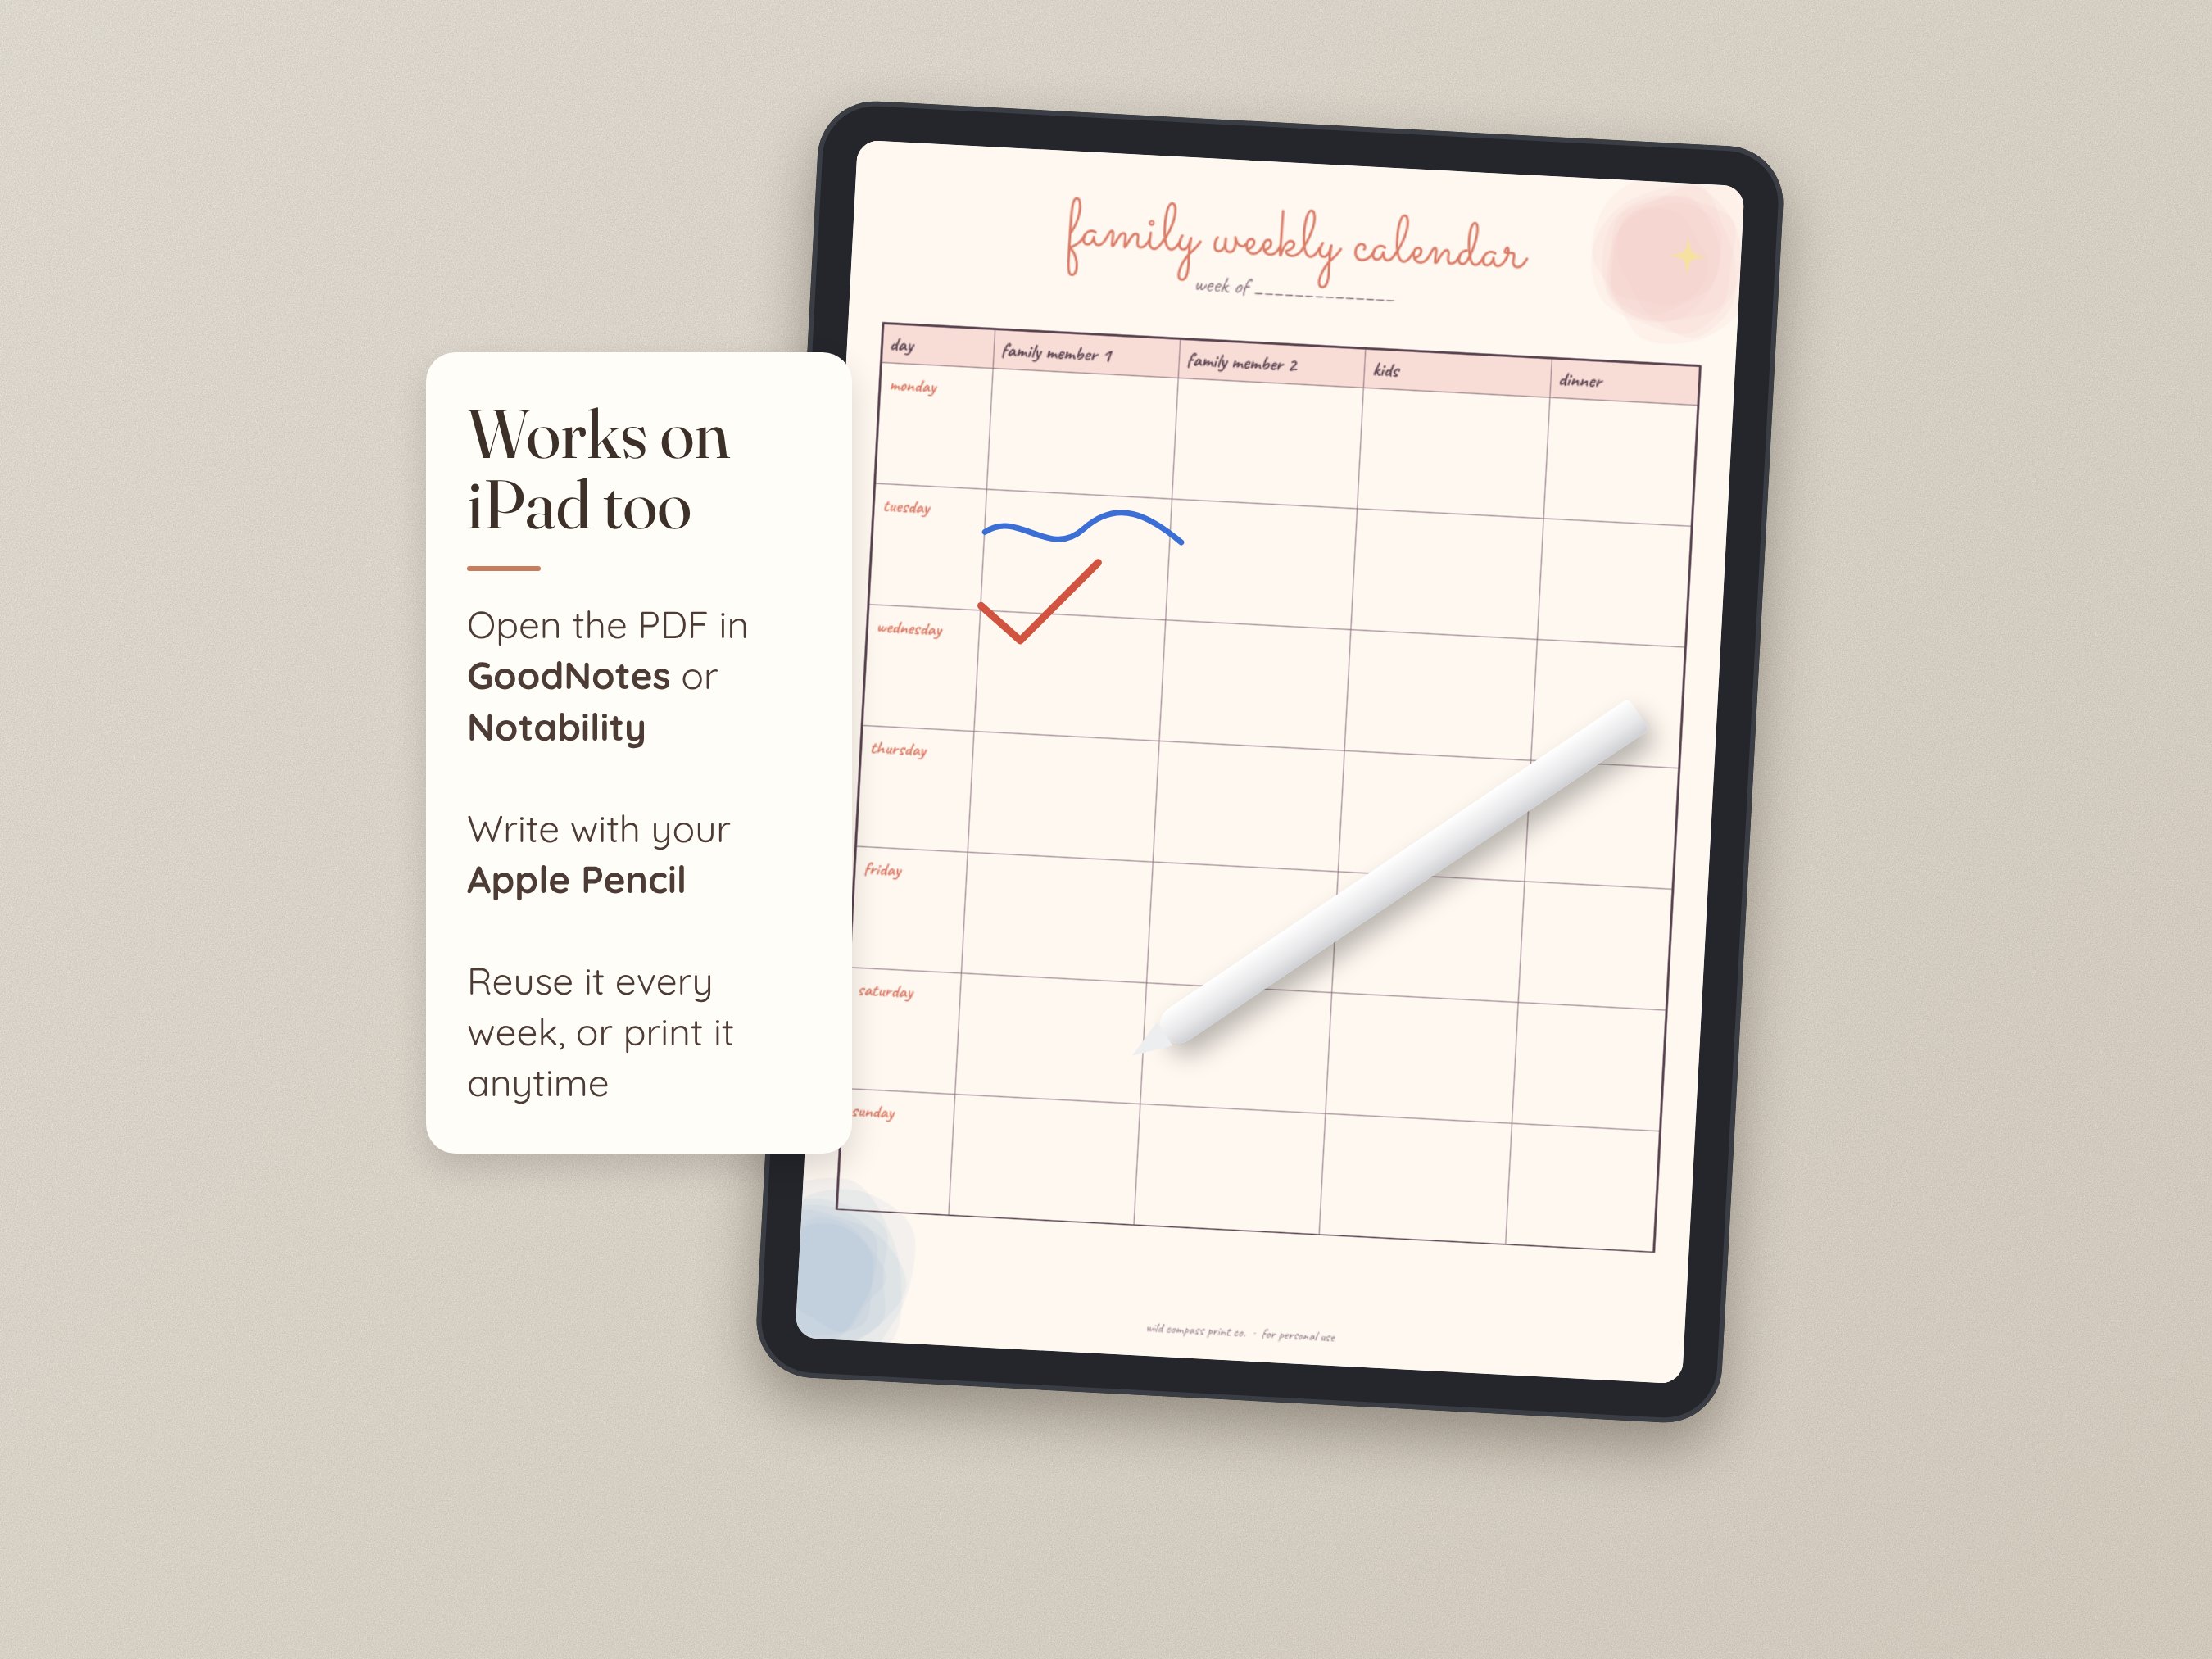 Works on
iPad too
Open the PDF in
GoodNotes or
Notability
Write with your
Apple Pencil
Reuse it every
week, or print it
anytime
family weekly calendar
week of ______________
day family member 1 family member 2 kids dinner
monday
tuesday
wednesday
thursday
friday
saturday
sunday
wild compass print co. · for personal use